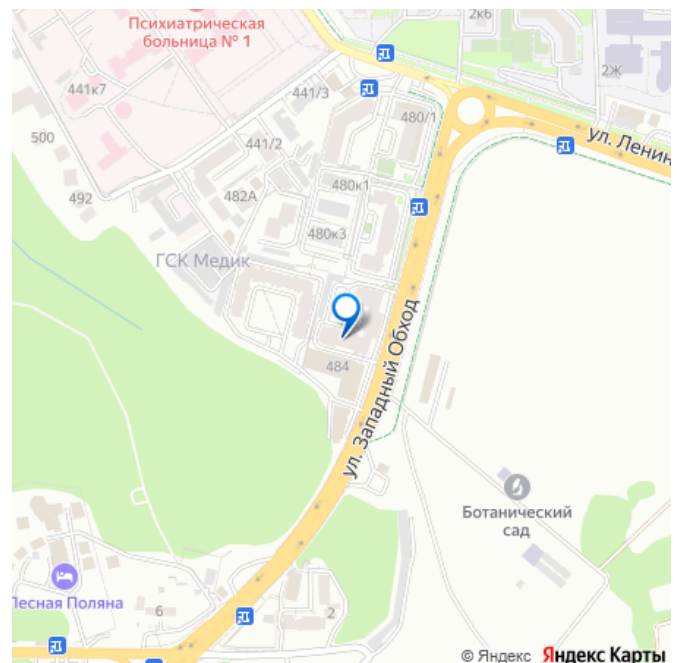 Психиатрическая
больница № 1
2к6
2Ж
441к7
441/3
480/1
ул. Ленин
500
441/2
492
482А
480к1
480к3
ГСК Медик
484
ул. Западный Обход
Ботанический
сад
Лесная Поляна
6
2
© Яндекс Яндекс Карты